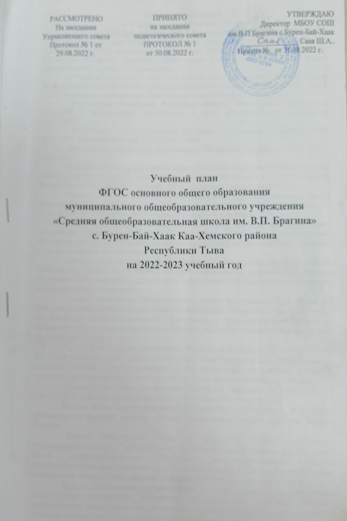 РАССМОТРЕНО
На заседании
Управляющего совета
Протокол № 1 от
29.08.2022 г.
ПРИНЯТО
на заседании
педагогического совета
ПРОТОКОЛ № 1
от 30.08.2022 г.
УТВЕРЖДАЮ
Директор МБОУ СОШ
им.В.П.Брагина с.Бурен-Бай-Хаак
Саая Ш.А.
Приказ № от 31.08.2022 г.
Учебный план
ФГОС основного общего образования
муниципального общеобразовательного учреждения
«Средняя общеобразовательная школа им. В.П. Брагина»
с. Бурен-Бай-Хаак Каа-Хемского района
Республики Тыва
на 2022-2023 учебный год